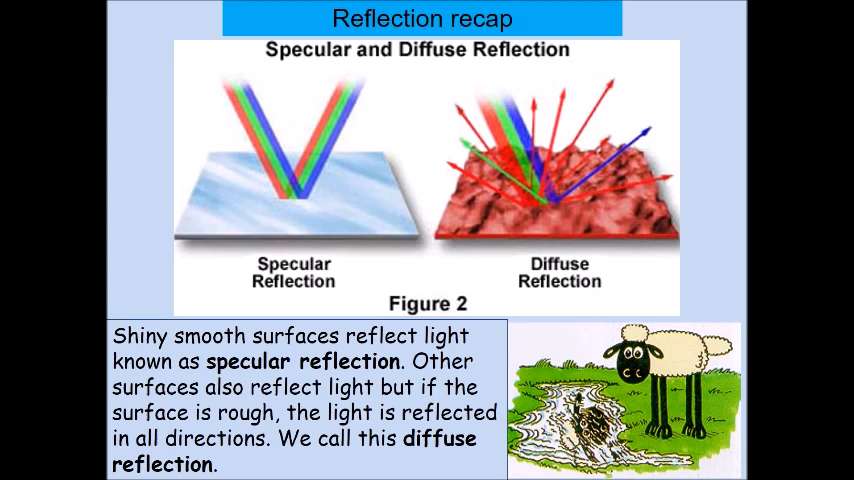 Reflection recap
Specular and Diffuse Reflection
Specular
Reflection
Diffuse
Reflection
Figure 2
Shiny smooth surfaces reflect light
known as specular reflection. Other
surfaces also reflect light but if the
surface is rough, the light is reflected
in all directions. We call this diffuse
reflection.